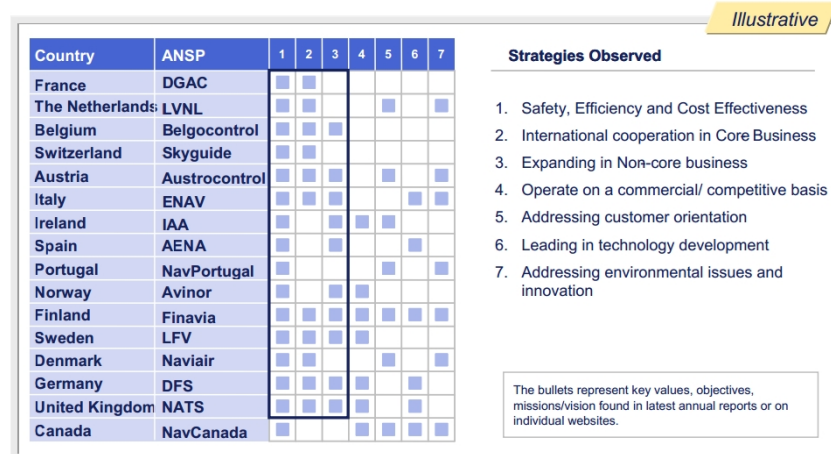 Illustrative
Country ANSP 1 2 3 4 5 6 7
France DGAC
The Netherlands LVNL
Belgium Belgocontrol
Switzerland Skyguide
Austria Austrocontrol
Italy ENAV
Ireland IAA
Spain AENA
Portugal NavPortugal
Norway Avinor
Finland Finavia
Sweden LFV
Denmark Naviair
Germany DFS
United Kingdom NATS
Canada NavCanada
Strategies Observed
1. Safety, Efficiency and Cost Effectiveness
2. International cooperation in Core Business
3. Expanding in Non-core business
4. Operate on a commercial/ competitive basis
5. Addressing customer orientation
6. Leading in technology development
7. Addressing environmental issues and
innovation
The bullets represent key values, objectives,
missions/vision found in latest annual reports or on
individual websites.